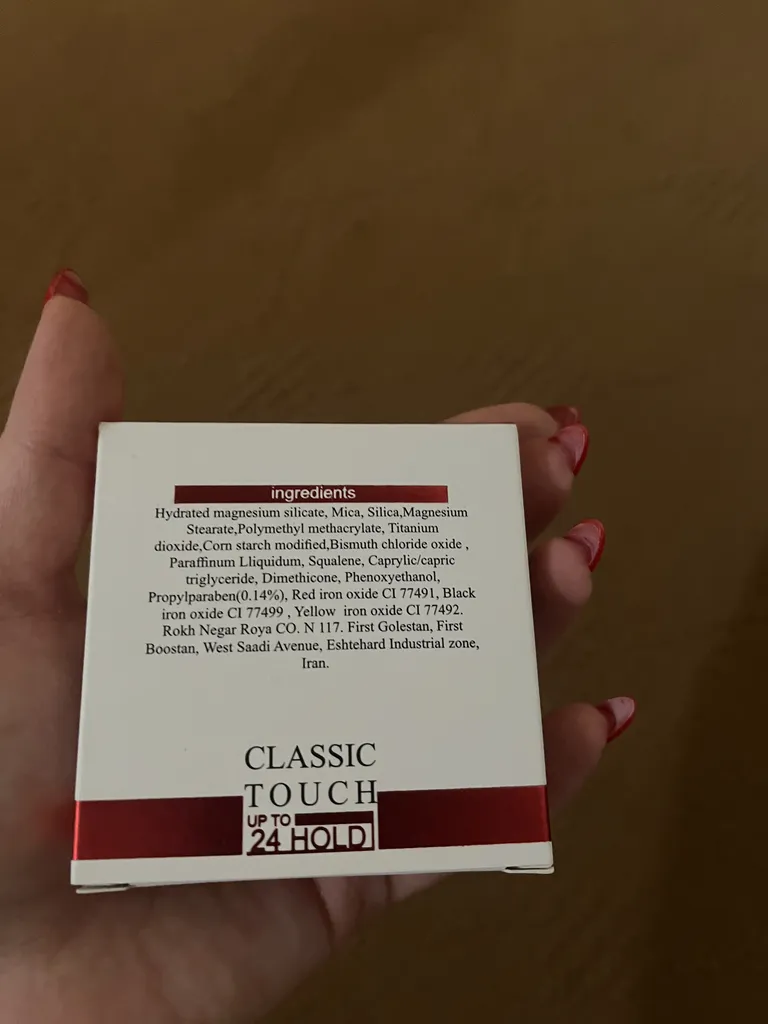 ingredients
Hydrated magnesium silicate, Mica, Silica,Magnesium
Stearate,Polymethyl methacrylate, Titanium
dioxide,Corn starch modified,Bismuth chloride oxide ,
Paraffinum Lliquidum, Squalene, Caprylic/capric
triglyceride, Dimethicone, Phenoxyethanol,
Propylparaben(0.14%), Red iron oxide CI 77491, Black
iron oxide CI 77499 , Yellow iron oxide CI 77492.
Rokh Negar Roya CO. N 117. First Golestan, First
Boostan, West Saadi Avenue, Eshtehard Industrial zone,
Iran.
CLASSIC
TOUCH
UP TO
24 HOLD